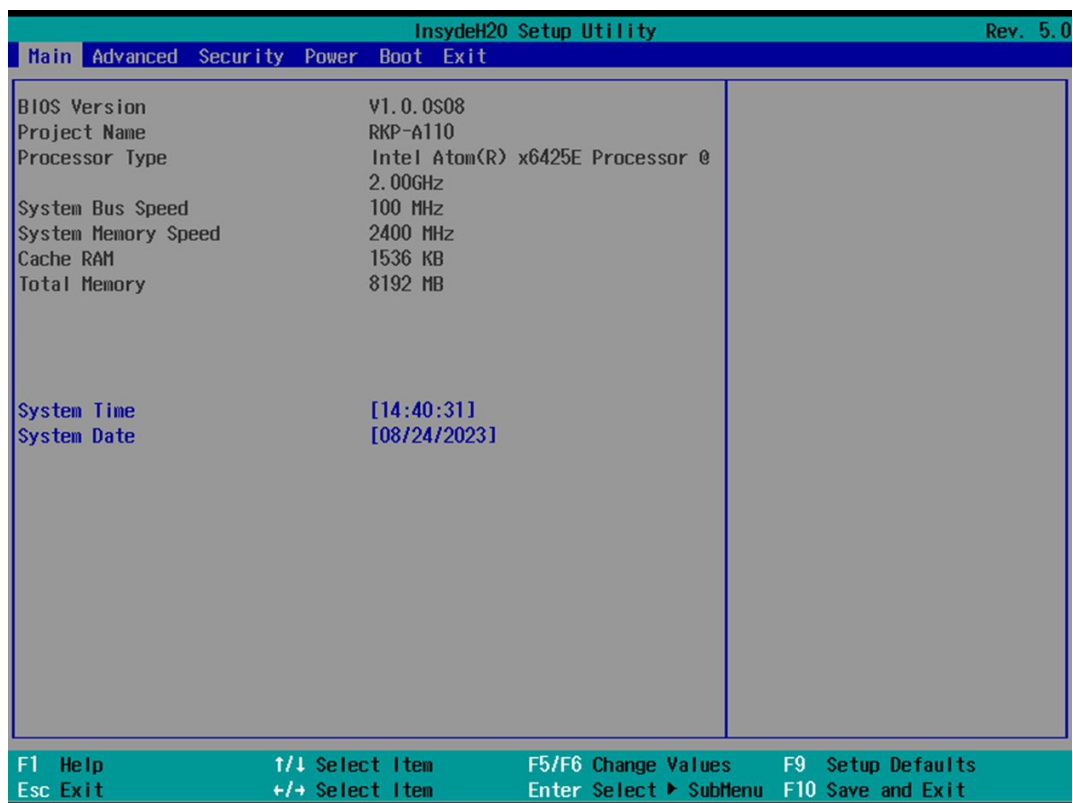 InsydeH20 Setup Utility Rev. 5.0
Main Advanced Security Power Boot Exit
BIOS Version V1.0.0S08
Project Name RKP-A110
Processor Type Intel Atom(R) x6425E Processor @
2.00GHz
System Bus Speed 100 MHz
System Memory Speed 2400 MHz
Cache RAM 1536 KB
Total Memory 8192 MB
System Time [14:40:31]
System Date [08/24/2023]
F1 Help ↑/↓ Select Item F5/F6 Change Values F9 Setup Defaults
Esc Exit ←/→ Select Item Enter Select ▶ SubMenu F10 Save and Exit